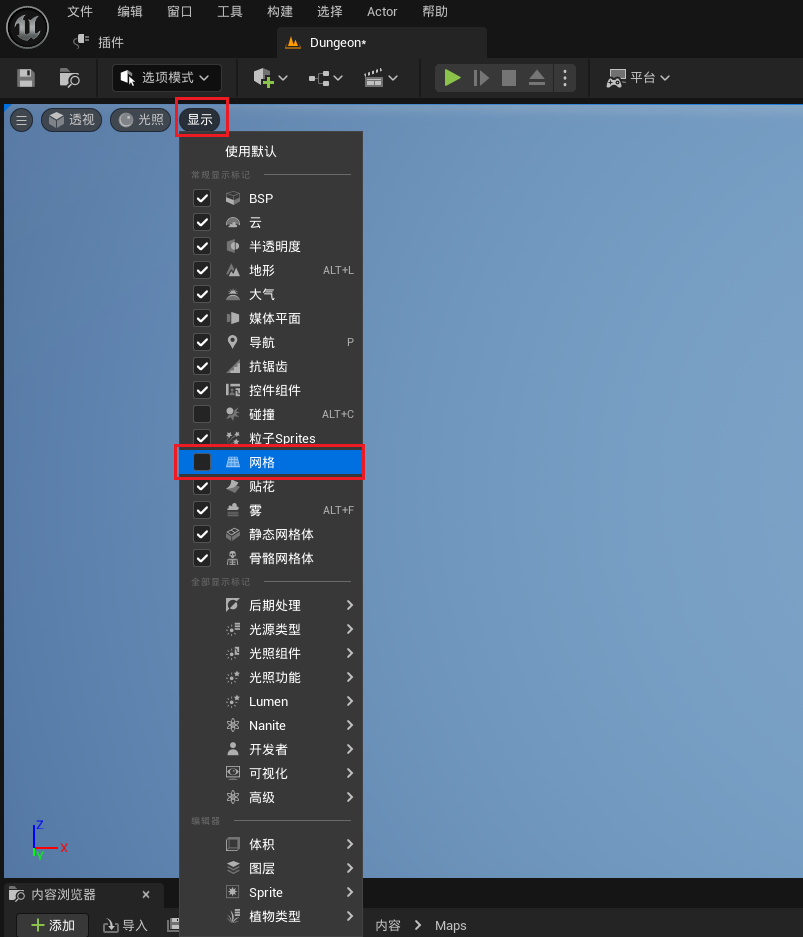 文件 编辑 窗口 工具 构建 选择 Actor 帮助
插件 Dungeon*
选项模式 平台
透视 光照 显示
使用默认
常规显示标记
BSP
云
半透明度
地形 ALT+L
大气
媒体平面
导航 P
抗锯齿
控件组件
碰撞 ALT+C
粒子Sprites
网格
贴花
雾 ALT+F
静态网格体
骨骼网格体
全部显示标记
后期处理
光源类型
光照组件
光照功能
Lumen
Nanite
开发者
可视化
高级
编辑器
体积
图层
Sprite
植物类型
Z
X
Y
内容浏览器
添加 导入 内容 Maps